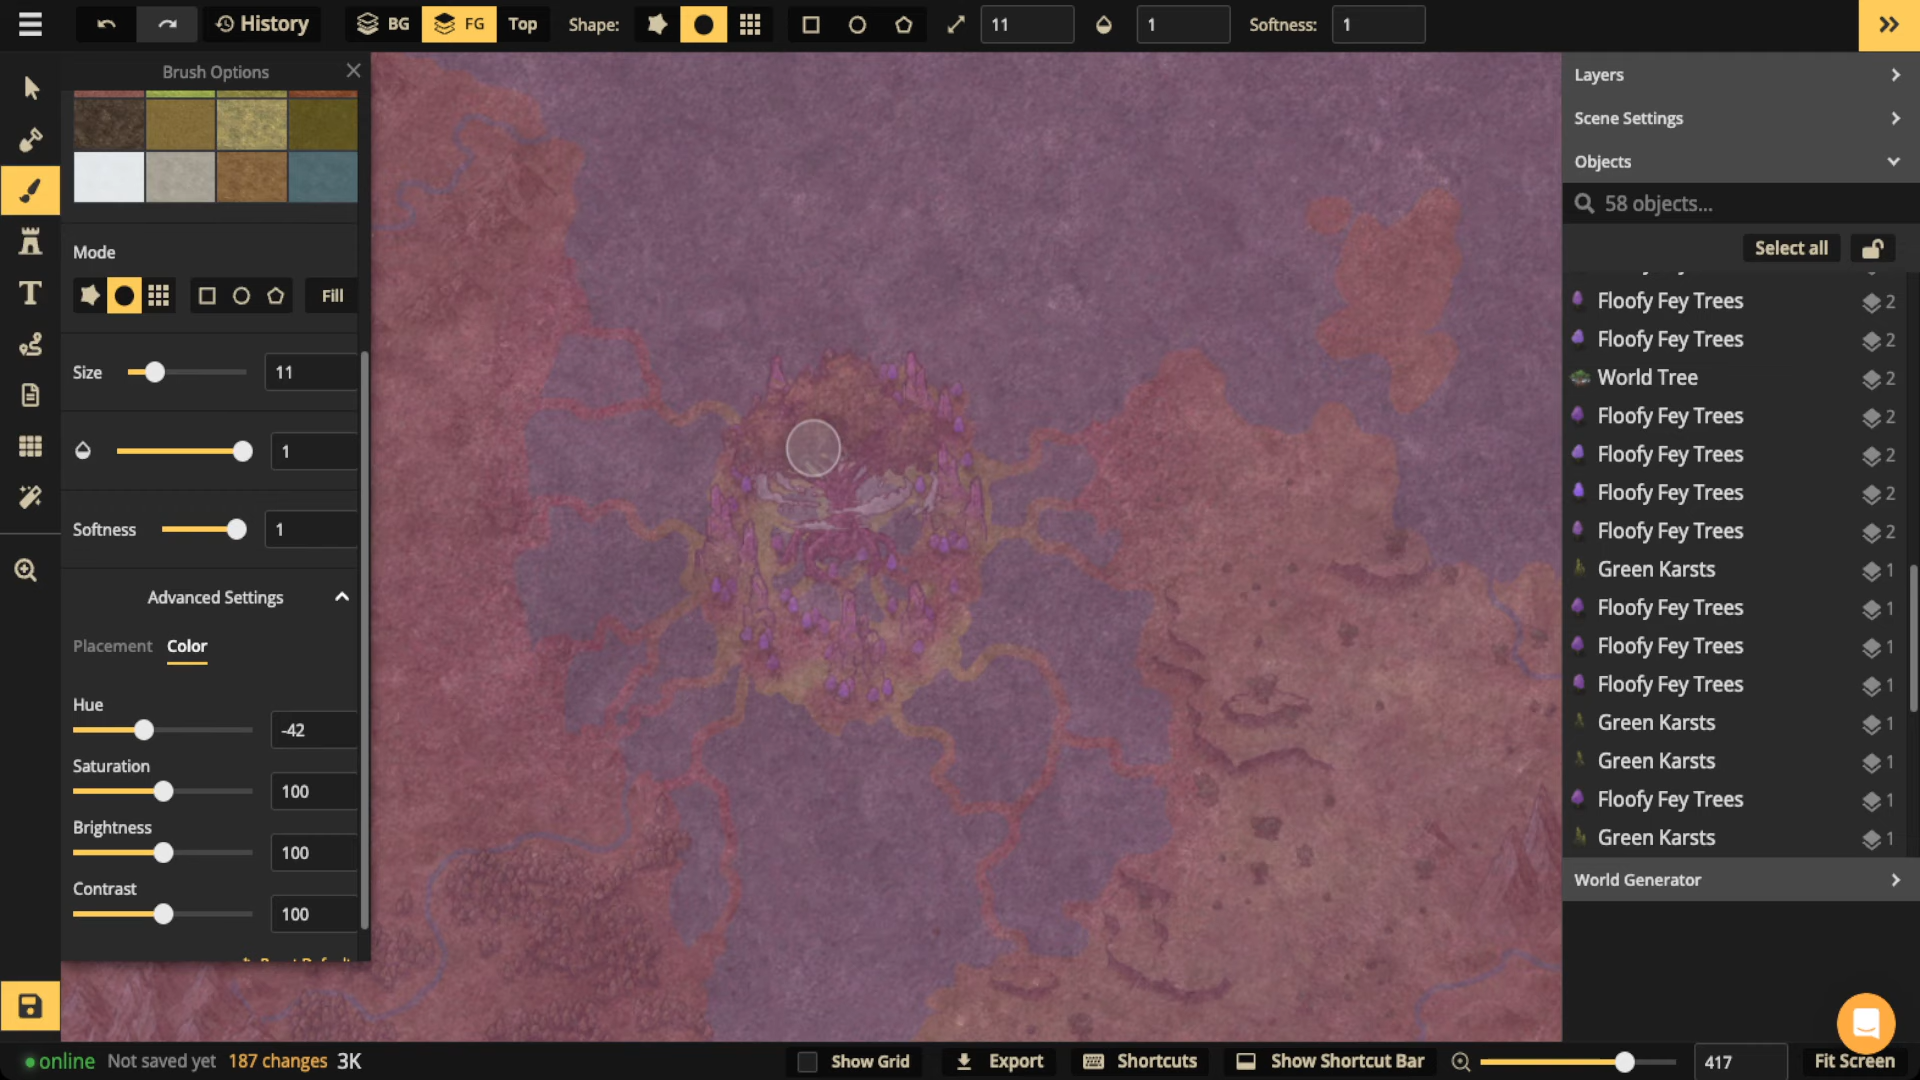 History
BG
FG
Top
Shape:
11
1
Softness:
1
Brush Options
Mode
Fill
Size
11
1
Softness
1
Advanced Settings
Placement
Color
Hue
-42
Saturation
100
Brightness
100
Contrast
100
Layers
Scene Settings
Objects
58 objects...
Select all
Floofy Fey Trees 2
Floofy Fey Trees 2
World Tree 2
Floofy Fey Trees 2
Floofy Fey Trees 2
Floofy Fey Trees 2
Floofy Fey Trees 2
Green Karsts 1
Floofy Fey Trees 1
Floofy Fey Trees 1
Floofy Fey Trees 1
Green Karsts 1
Green Karsts 1
Floofy Fey Trees 1
Green Karsts 1
World Generator
online
Not saved yet
187 changes
3K
Show Grid
Export
Shortcuts
Show Shortcut Bar
417
Fit Screen